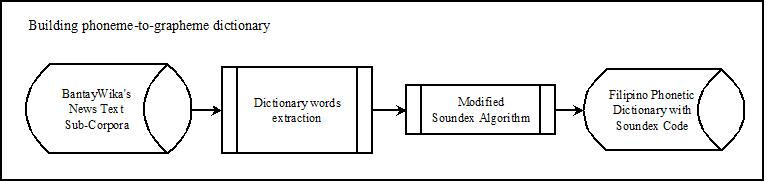 Building phoneme-to-grapheme dictionary
BantayWika's
News Text
Sub-Corpora
Dictionary words
extraction
Modified
Soundex Algorithm
Filipino Phonetic
Dictionary with
Soundex Code